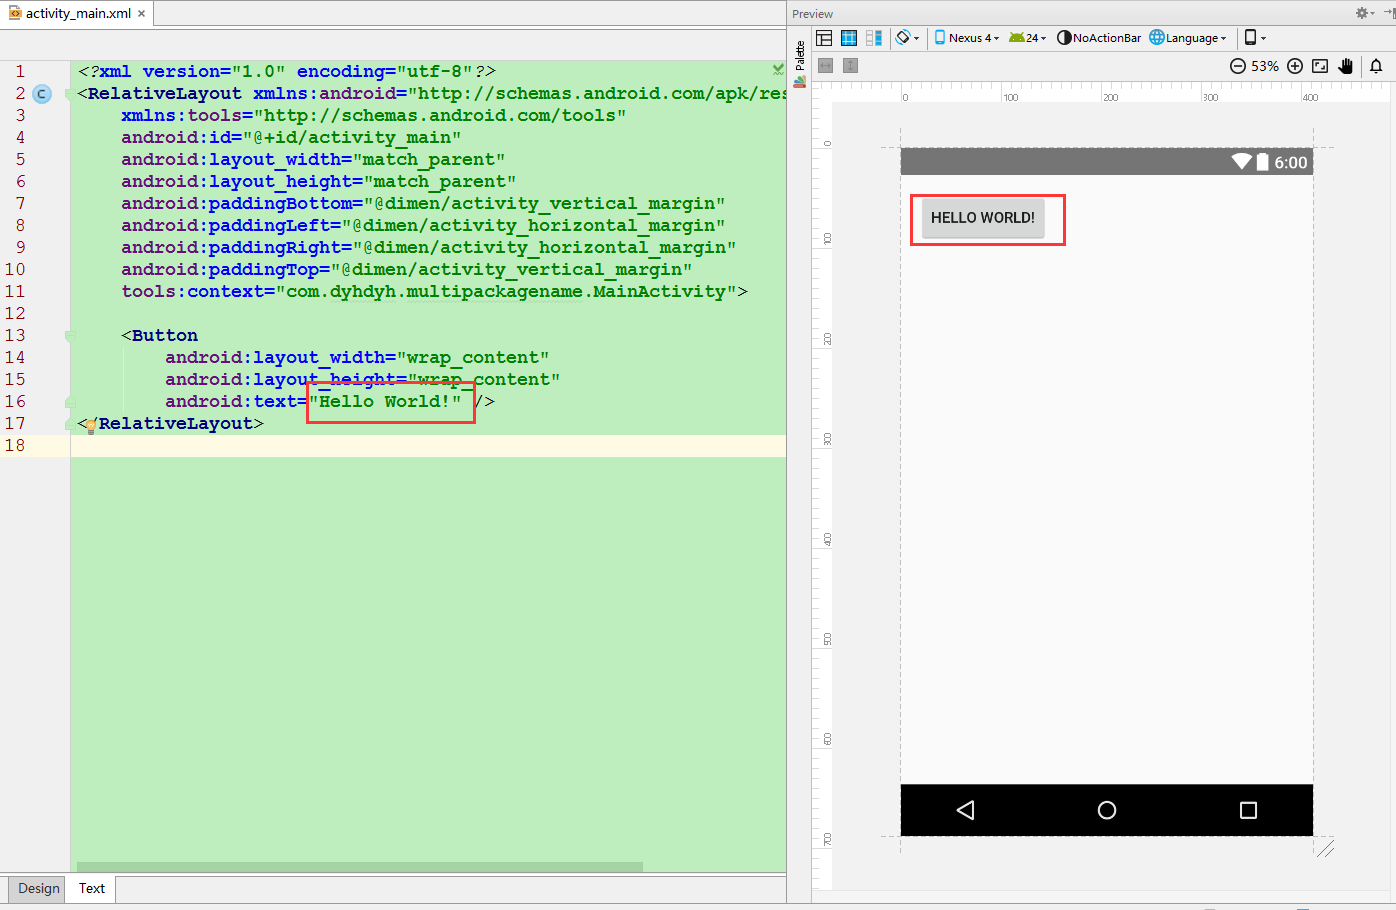 activity_main.xml
1 <?xml version="1.0" encoding="utf-8"?>
2 C <RelativeLayout xmlns:android="http://schemas.android.com/apk/res
3 xmlns:tools="http://schemas.android.com/tools"
4 android:id="@+id/activity_main"
5 android:layout_width="match_parent"
6 android:layout_height="match_parent"
7 android:paddingBottom="@dimen/activity_vertical_margin"
8 android:paddingLeft="@dimen/activity_horizontal_margin"
9 android:paddingRight="@dimen/activity_horizontal_margin"
10 android:paddingTop="@dimen/activity_vertical_margin"
11 tools:context="com.dyhdyh.multipackagename.MainActivity">
12
13 <Button
14 android:layout_width="wrap_content"
15 android:layout_height="wrap_content"
16 android:text="Hello World!" />
17 </RelativeLayout>
18
Design Text
Preview
Palette
Nexus 4 24 NoActionBar Language
53%
0 100 200 300 400
0
100
200
300
400
500
600
700
6:00
HELLO WORLD!